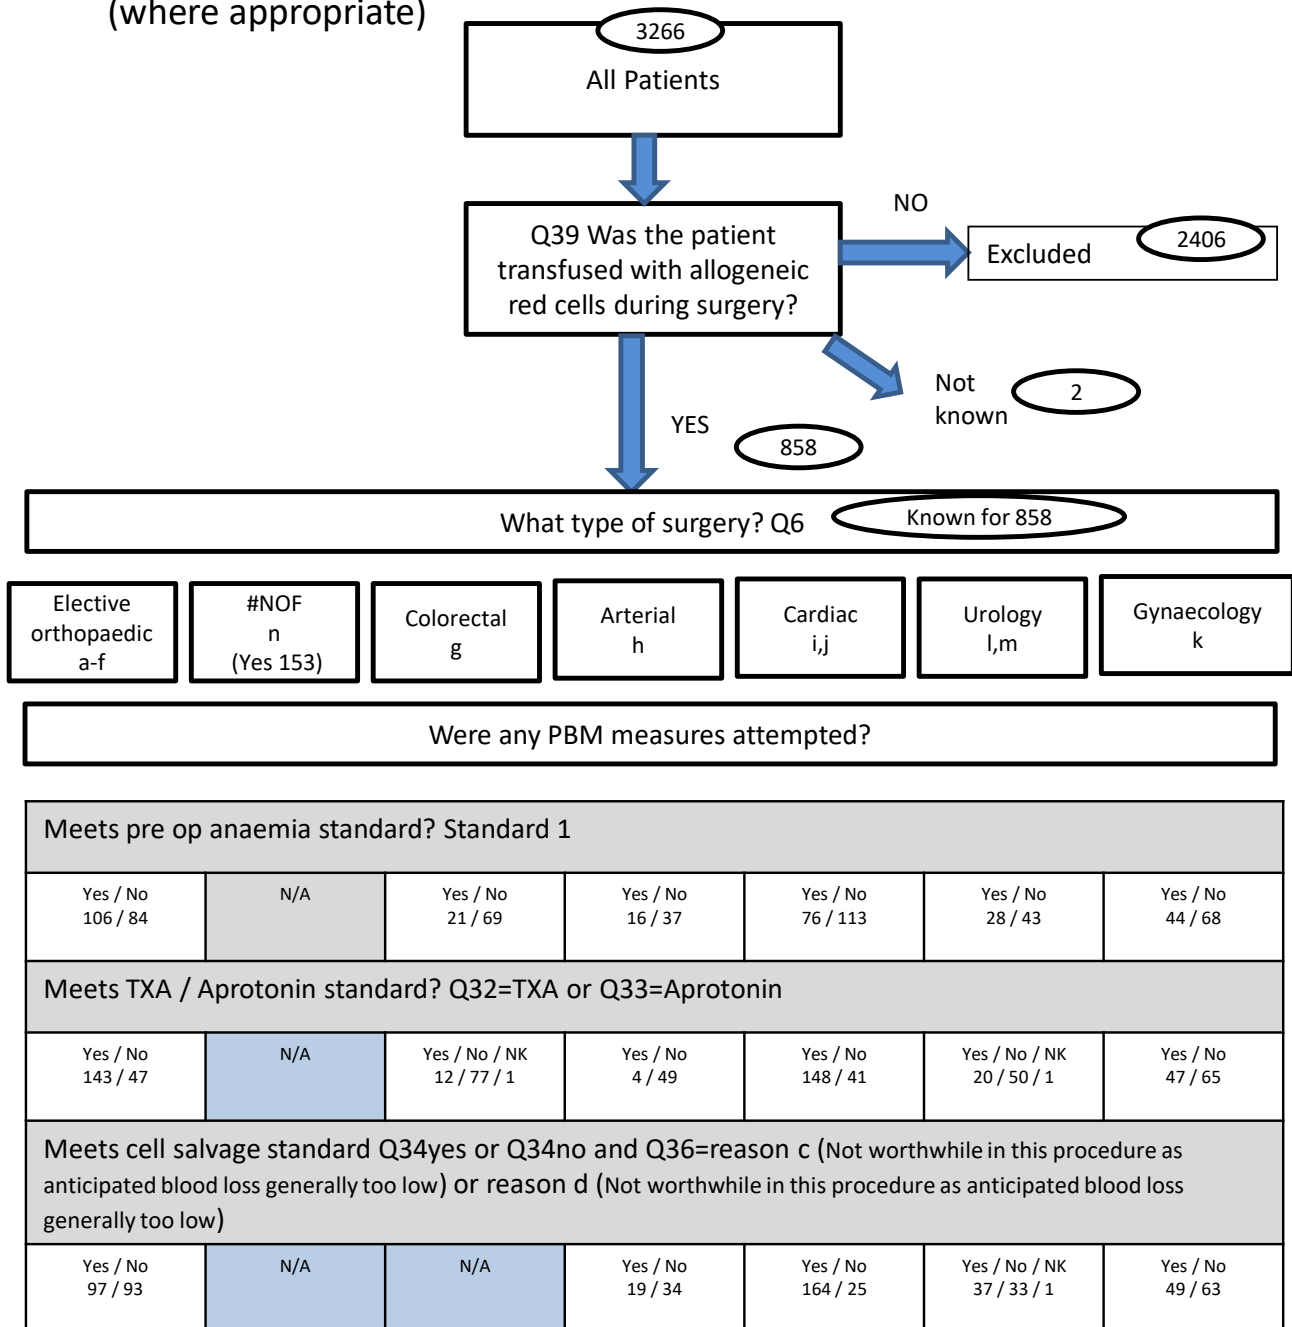 (where appropriate)
3266
All Patients
NO
Q39 Was the patient
transfused with allogeneic
red cells during surgery?
Excluded
2406
Not
known
2
YES
858
What type of surgery? Q6
Known for 858
Elective
orthopaedic
a-f
#NOF
n
(Yes 153)
Colorectal
g
Arterial
h
Cardiac
i,j
Urology
l,m
Gynaecology
k
Were any PBM measures attempted?
Meets pre op anaemia standard? Standard 1
Yes / No
106 / 84
N/A
Yes / No
21 / 69
Yes / No
16 / 37
Yes / No
76 / 113
Yes / No
28 / 43
Yes / No
44 / 68
Meets TXA / Aprotonin standard? Q32=TXA or Q33=Aprotonin
Yes / No
143 / 47
N/A
Yes / No / NK
12 / 77 / 1
Yes / No
4 / 49
Yes / No
148 / 41
Yes / No / NK
20 / 50 / 1
Yes / No
47 / 65
Meets cell salvage standard Q34yes or Q34no and Q36=reason c (Not worthwhile in this procedure as
anticipated blood loss generally too low) or reason d (Not worthwhile in this procedure as anticipated blood loss
generally too low)
Yes / No
97 / 93
N/A
N/A
Yes / No
19 / 34
Yes / No
164 / 25
Yes / No / NK
37 / 33 / 1
Yes / No
49 / 63